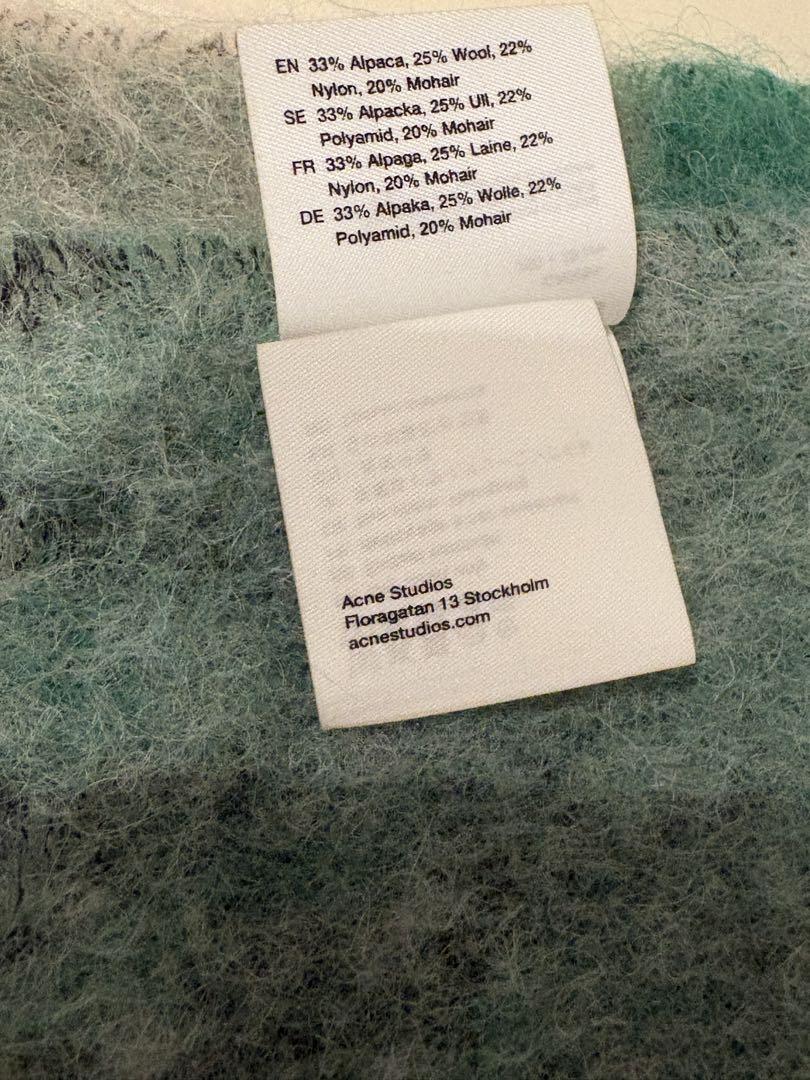 EN 33% Alpaca, 25% Wool, 22%
Nylon, 20% Mohair
SE 33% Alpacka, 25% Ull, 22%
Polyamid, 20% Mohair
FR 33% Alpaga, 25% Laine, 22%
Nylon, 20% Mohair
DE 33% Alpaka, 25% Wolle, 22%
Polyamid, 20% Mohair
Acne Studios
Floragatan 13 Stockholm
acnestudios.com